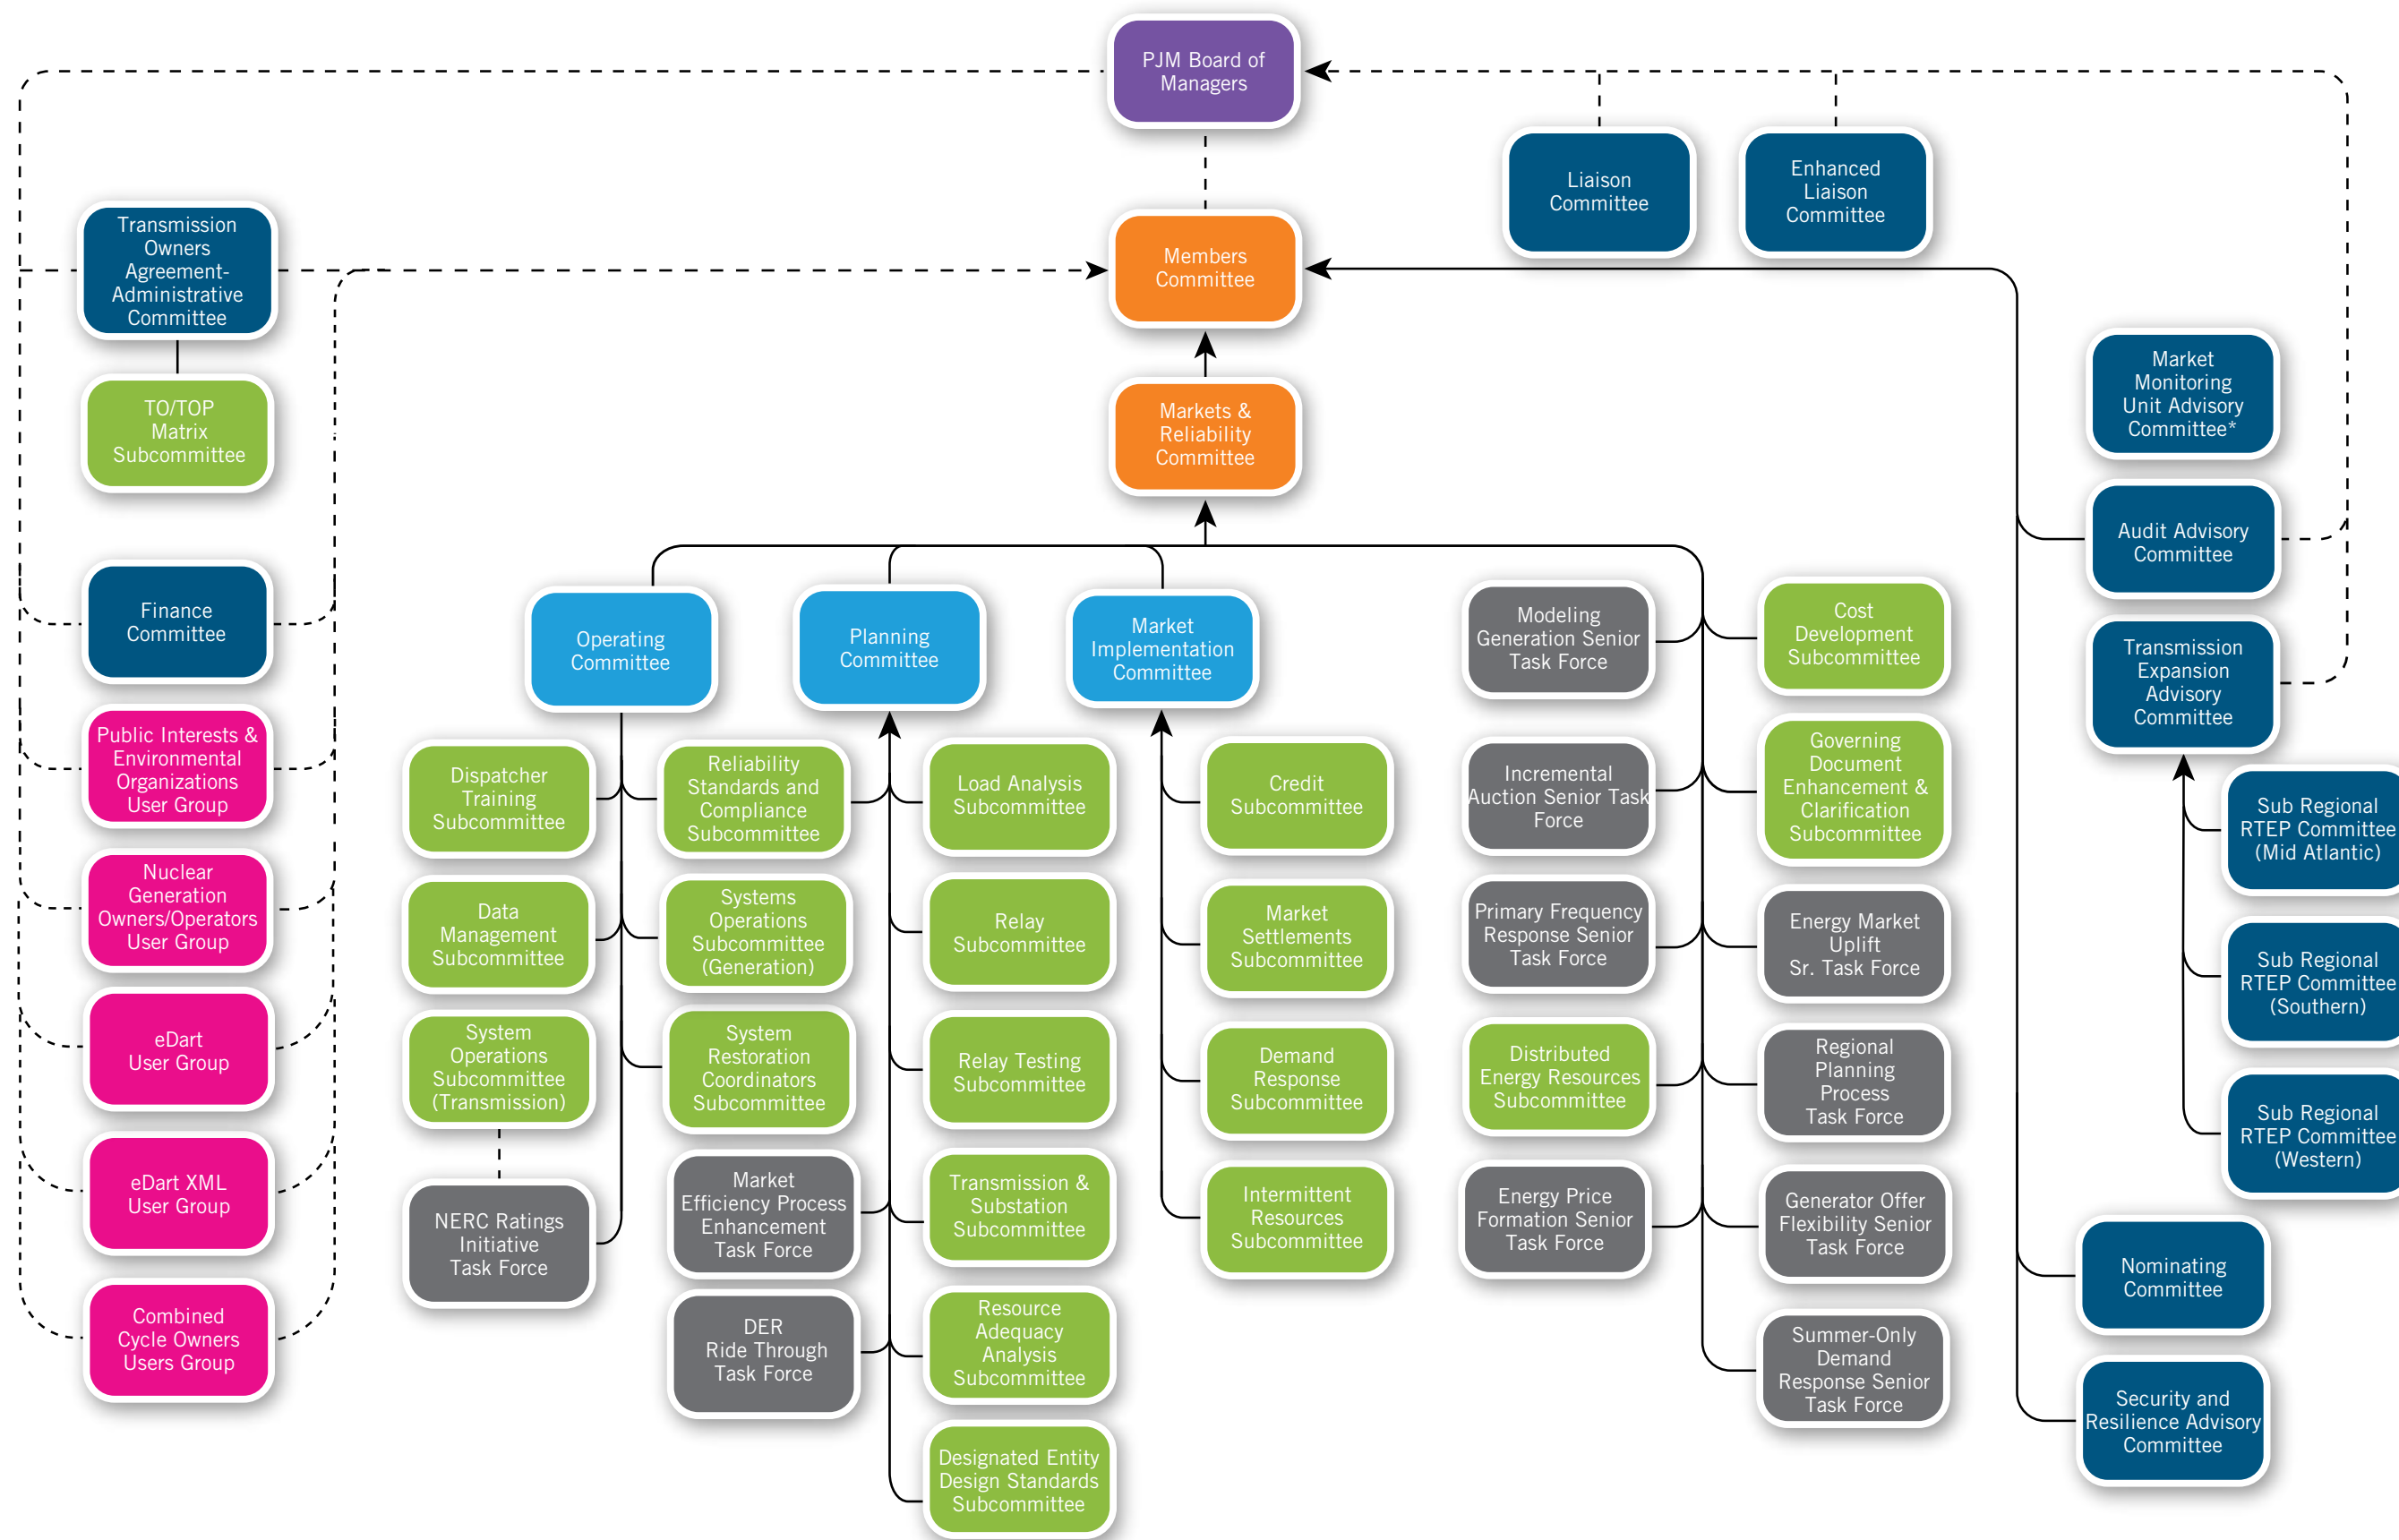 PJM Board of
Managers
Liaison
Committee
Enhanced
Liaison
Committee
Transmission
Owners
Agreement-
Administrative
Committee
Members
Committee
TO/TOP
Matrix
Subcommittee
Markets &
Reliability
Committee
Market
Monitoring
Unit Advisory
Committee*
Audit Advisory
Committee
Transmission
Expansion
Advisory
Committee
Finance
Committee
Public Interests &
Environmental
Organizations
User Group
Nuclear
Generation
Owners/Operators
User Group
eDart
User Group
eDart XML
User Group
Combined
Cycle Owners
Users Group
Operating
Committee
Planning
Committee
Market
Implementation
Committee
Dispatcher
Training
Subcommittee
Reliability
Standards and
Compliance
Subcommittee
Data
Management
Subcommittee
Systems
Operations
Subcommittee
(Generation)
System
Operations
Subcommittee
(Transmission)
System
Restoration
Coordinators
Subcommittee
NERC Ratings
Initiative
Task Force
Market
Efficiency Process
Enhancement
Task Force
DER
Ride Through
Task Force
Load Analysis
Subcommittee
Relay
Subcommittee
Relay Testing
Subcommittee
Transmission &
Substation
Subcommittee
Resource
Adequacy
Analysis
Subcommittee
Designated Entity
Design Standards
Subcommittee
Credit
Subcommittee
Market
Settlements
Subcommittee
Demand
Response
Subcommittee
Intermittent
Resources
Subcommittee
Modeling
Generation Senior
Task Force
Cost
Development
Subcommittee
Incremental
Auction Senior Task
Force
Governing
Document
Enhancement &
Clarification
Subcommittee
Primary Frequency
Response Senior
Task Force
Energy Market
Uplift
Sr. Task Force
Distributed
Energy Resources
Subcommittee
Regional
Planning
Process
Task Force
Energy Price
Formation Senior
Task Force
Generator Offer
Flexibility Senior
Task Force
Summer-Only
Demand
Response Senior
Task Force
Sub Regional
RTEP Committee
(Mid Atlantic)
Sub Regional
RTEP Committee
(Southern)
Sub Regional
RTEP Committee
(Western)
Nominating
Committee
Security and
Resilience Advisory
Committee